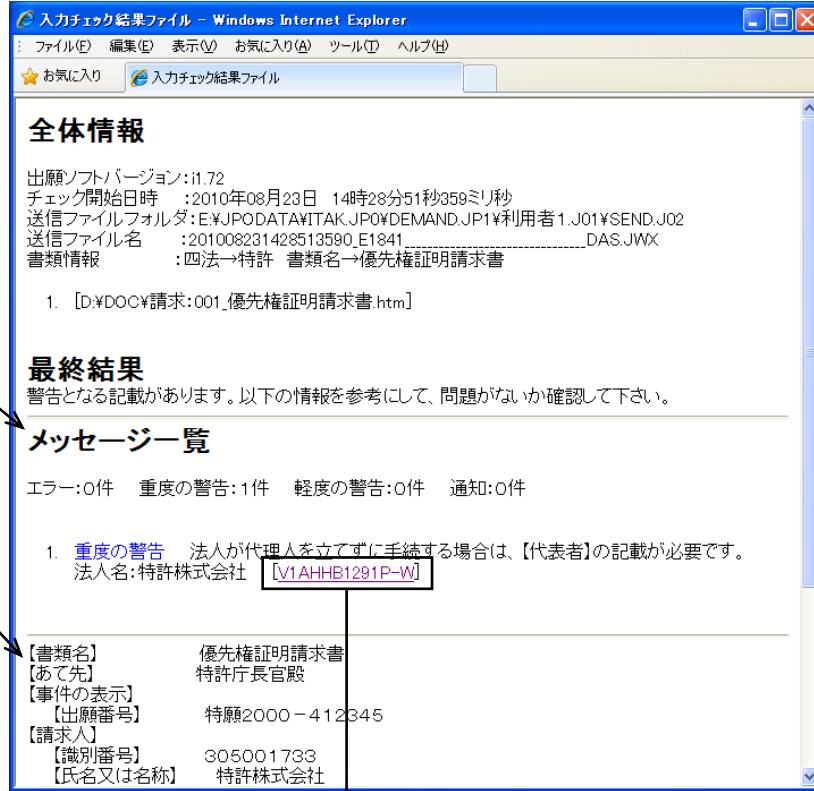 入力チェック結果ファイル - Windows Internet Explorer
ファイル(F) 編集(E) 表示(V) お気に入り(A) ツール(T) ヘルプ(H)
お気に入り 入力チェック結果ファイル
全体情報
出願ソフトバージョン:i1.72
チェック開始日時 :2010年08月23日 14時28分51秒359ミリ秒
送信ファイルフォルダ:E:¥JPODATA¥ITAK.JP0¥DEMAND.JP1¥利用者1.J01¥SEND.J02
送信ファイル名 :201008231428513590_E1841______________________________DAS.JWX
書類情報 :四法→特許 書類名→優先権証明請求書
1. [D:¥DOC¥請求:001_優先権証明請求書.htm]
最終結果
警告となる記載があります。以下の情報を参考にして、問題がないか確認して下さい。
メッセージ一覧
エラー:0件 重度の警告:1件 軽度の警告:0件 通知:0件
1. 重度の警告 法人が代理人を立てずに手続する場合は、【代表者】の記載が必要です。
法人名:特許株式会社 [V1AHHB1291P-W]
【書類名】 優先権証明請求書
【あて先】 特許庁長官殿
【事件の表示】
【出願番号】 特願2000-412345
【請求人】
【識別番号】 305001733
【氏名又は名称】 特許株式会社